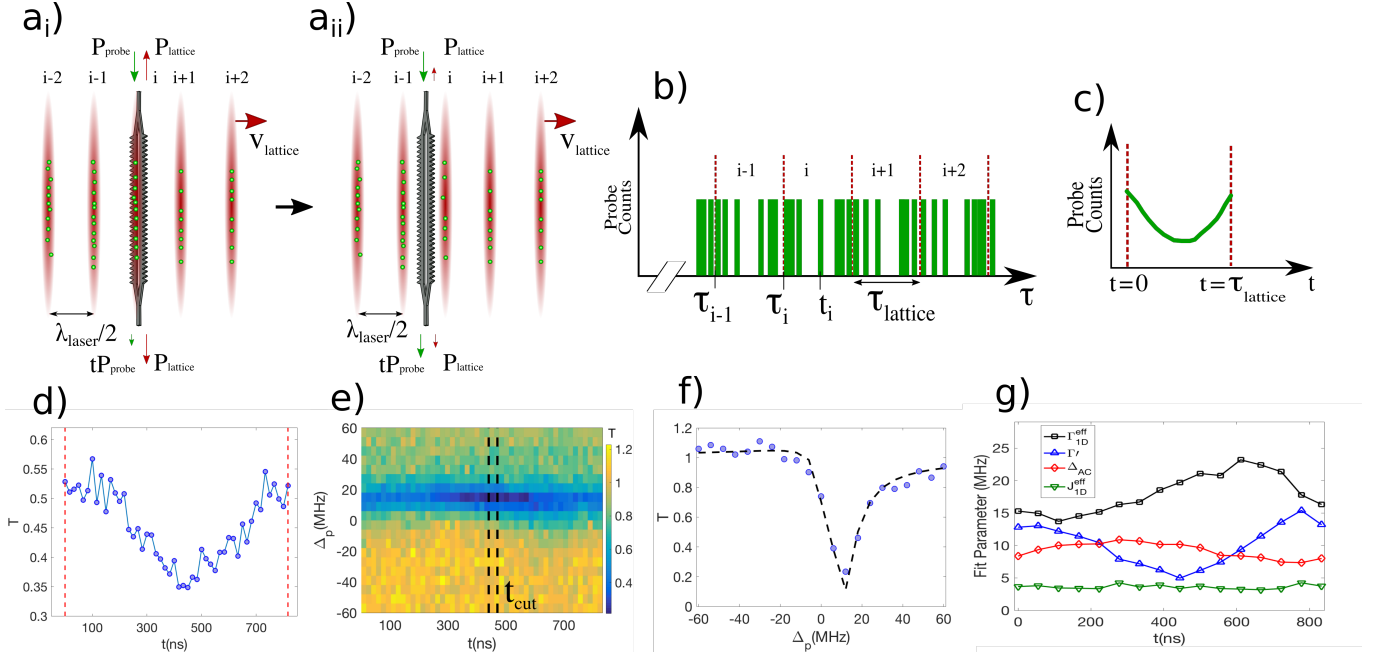 a_i)
P_probe P_lattice
i-2 i-1 i i+1 i+2
V_lattice
λ_laser/2
tP_probe P_lattice
a_ii)
P_probe P_lattice
i-2 i-1 i i+1 i+2
V_lattice
λ_laser/2
tP_probe P_lattice
b)
Probe
Counts
i-1 i i+1 i+2
τ_i-1 τ_i t_i τ_lattice τ
c)
Probe
Counts
t=0 t=τ_lattice t
d)
T
0.6
0.55
0.5
0.45
0.4
0.35
0.3
100 300 500 700
t(ns)
e)
Δ_p(MHz)
60
40
20
0
-20
-40
-60
t_cut
100 300 500 700
t(ns)
T
1.2
1
0.8
0.6
0.4
0.2
f)
T
1.2
1
0.8
0.6
0.4
0.2
0
-60 -40 -20 0 20 40 60
Δ_p(MHz)
g)
Fit Parameter (MHz)
25
20
15
10
5
0
Γ_1D^eff
Γ′
Δ_AC
J_1D^eff
0 200 400 600 800
t(ns)